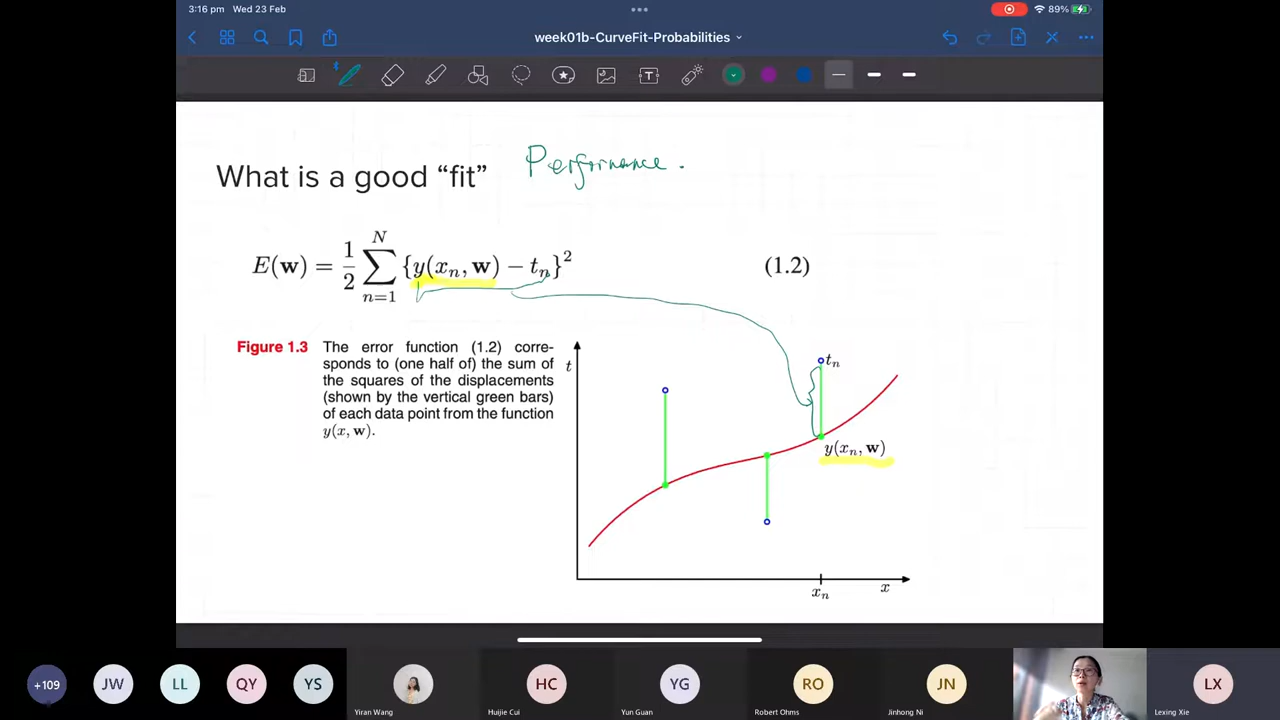 3:16 pm Wed 23 Feb
89%
week01b-CurveFit-Probabilities
T
What is a good “fit” Performance.
E(w) = 1/2 ∑_{n=1}^{N} {y(x_n, w) − t_n}² (1.2)
Figure 1.3 The error function (1.2) corre-
sponds to (one half of) the sum of
the squares of the displacements
(shown by the vertical green bars)
of each data point from the function
y(x, w).
t
t_n
y(x_n, w)
x_n
x
+109 JW LL QY YS HC YG RO JN LX
Yiran Wang Huijie Cui Yun Guan Robert Ohms Jinhong Ni Lexing Xie